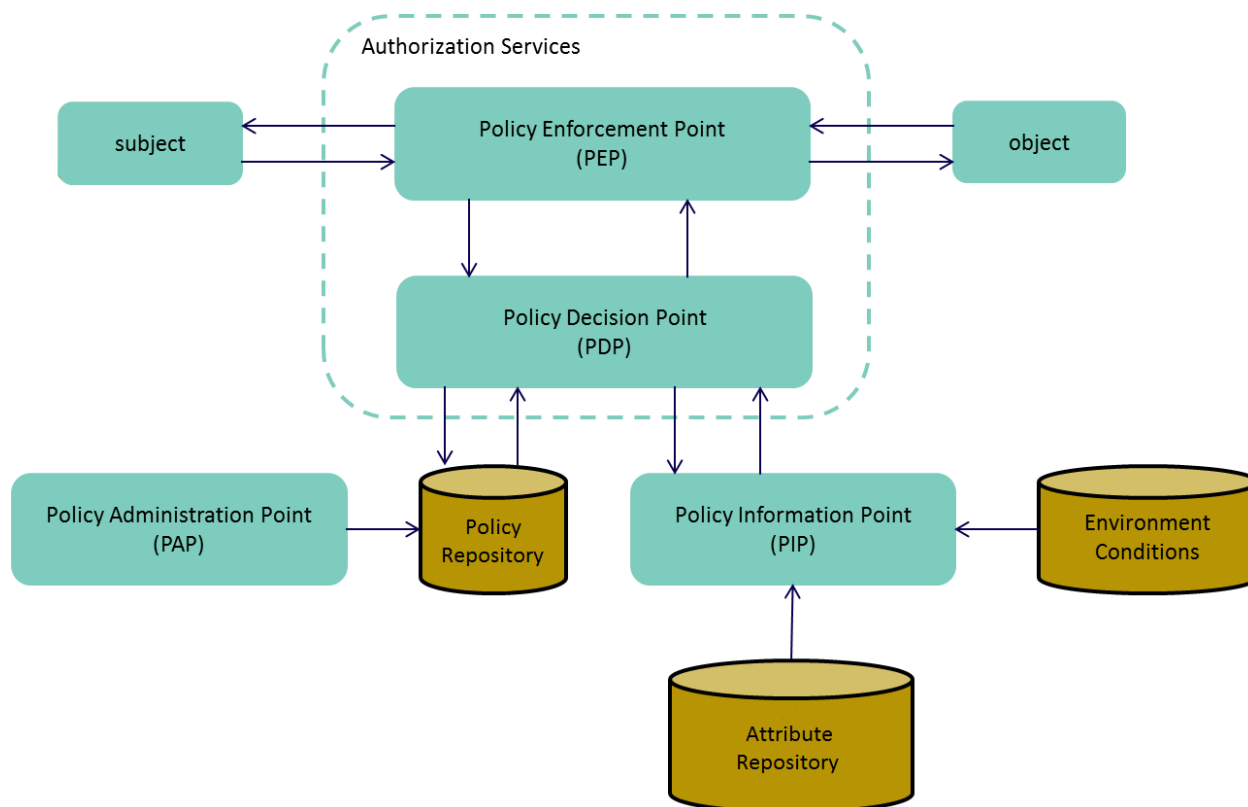 Authorization Services
subject
Policy Enforcement Point
(PEP)
object
Policy Decision Point
(PDP)
Policy Administration Point
(PAP)
Policy
Repository
Policy Information Point
(PIP)
Environment
Conditions
Attribute
Repository